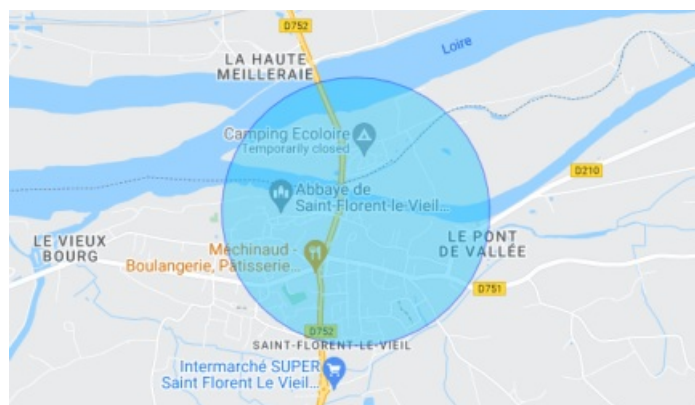 D752
Loire
LA HAUTE
MEILLERAIE
Camping Ecoloire
Temporarily closed
D210
Abbaye de
Saint-Florent-le-Vieil...
LE VIEUX
BOURG
LE PONT
DE VALLÉE
Méchinaud -
Boulangerie, Patisserie...
D751
D752
SAINT-FLORENT-LE-VIEIL
Intermarché SUPER
Saint Florent Le Vieil...